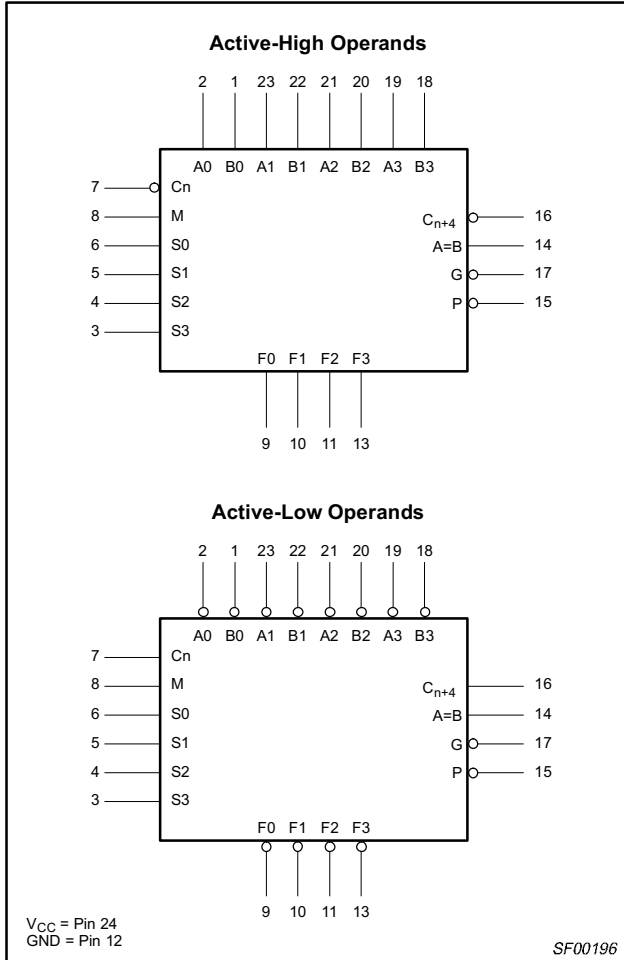 Active-High Operands
2 1 23 22 21 20 19 18
A0 B0 A1 B1 A2 B2 A3 B3
7 Cn
8 M Cn+4 16
6 S0 A=B 14
5 S1 G 17
4 S2 P 15
3 S3
F0 F1 F2 F3
9 10 11 13
Active-Low Operands
2 1 23 22 21 20 19 18
A0 B0 A1 B1 A2 B2 A3 B3
7 Cn
8 M Cn+4 16
6 S0 A=B 14
5 S1 G 17
4 S2 P 15
3 S3
F0 F1 F2 F3
9 10 11 13
VCC = Pin 24
GND = Pin 12
SF00196